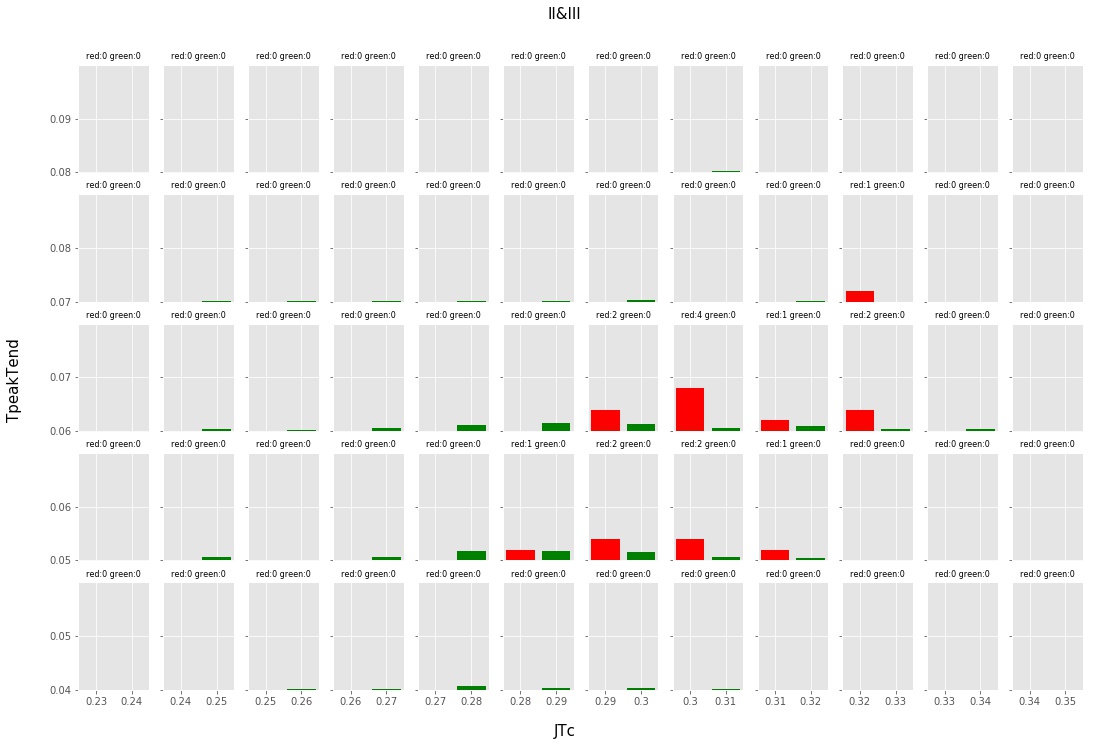 II&III
red:0 green:0 red:0 green:0 red:0 green:0 red:0 green:0 red:0 green:0 red:0 green:0 red:0 green:0 red:0 green:0 red:0 green:0 red:0 green:0 red:0 green:0 red:0 green:0
0.09
0.08
red:0 green:0 red:0 green:0 red:0 green:0 red:0 green:0 red:0 green:0 red:0 green:0 red:0 green:0 red:0 green:0 red:0 green:0 red:1 green:0 red:0 green:0 red:0 green:0
0.08
0.07
red:0 green:0 red:0 green:0 red:0 green:0 red:0 green:0 red:0 green:0 red:0 green:0 red:2 green:0 red:4 green:0 red:1 green:0 red:2 green:0 red:0 green:0 red:0 green:0
TpeakTend
0.07
0.06
red:0 green:0 red:0 green:0 red:0 green:0 red:0 green:0 red:0 green:0 red:1 green:0 red:2 green:0 red:2 green:0 red:1 green:0 red:0 green:0 red:0 green:0 red:0 green:0
0.06
0.05
red:0 green:0 red:0 green:0 red:0 green:0 red:0 green:0 red:0 green:0 red:0 green:0 red:0 green:0 red:0 green:0 red:0 green:0 red:0 green:0 red:0 green:0 red:0 green:0
0.05
0.04
0.23 0.24 0.24 0.25 0.25 0.26 0.26 0.27 0.27 0.28 0.28 0.29 0.29 0.3 0.3 0.31 0.31 0.32 0.32 0.33 0.33 0.34 0.34 0.35
JTc